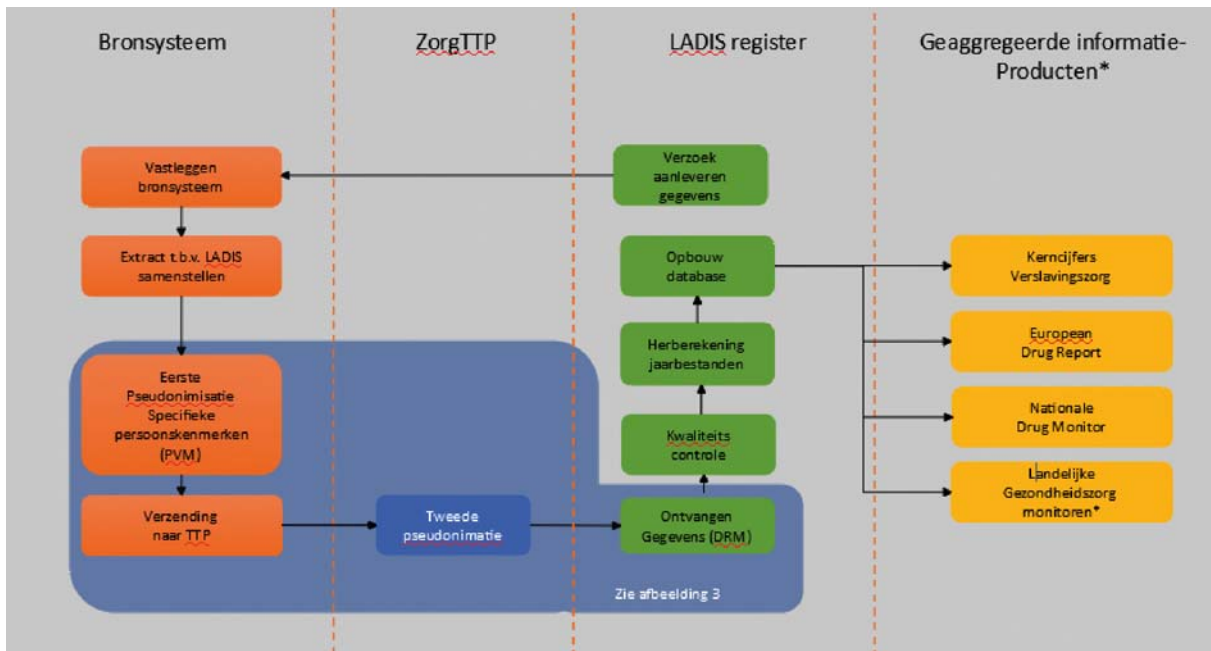 Bronsysteem
ZorgTTP
LADIS register
Geaggregeerde informatie-
Producten*
Vastleggen
bronsysteem
Verzoek
aanleveren
gegevens
Extract t.b.v. LADIS
samenstellen
Opbouw
database
Kerncijfers
Verslavingszorg
Herberekening
jaarbestanden
European
Drug Report
Eerste
Pseudonimisatie
Specifieke
persoonskenmerken
(PVM)
Kwaliteits
controle
Nationale
Drug Monitor
Landelijke
Gezondheidszorg
monitoren*
Verzending
naar TTP
Tweede
pseudonimatie
Ontvangen
Gegevens (DRM)
Zie afbeelding 3